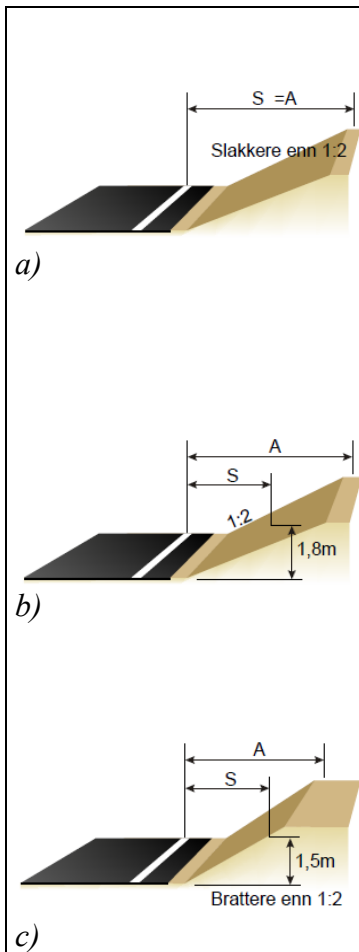 S =A
Slakkere enn 1:2
a)
A
S
1:2
1,8m
b)
A
S
1,5m
Brattere enn 1:2
c)